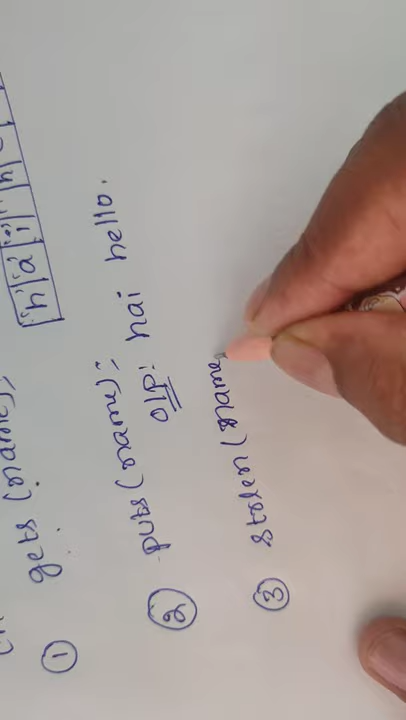 h a i h
① gets (name);
② puts (name);
O/P: hai hello.
③ strlen (name